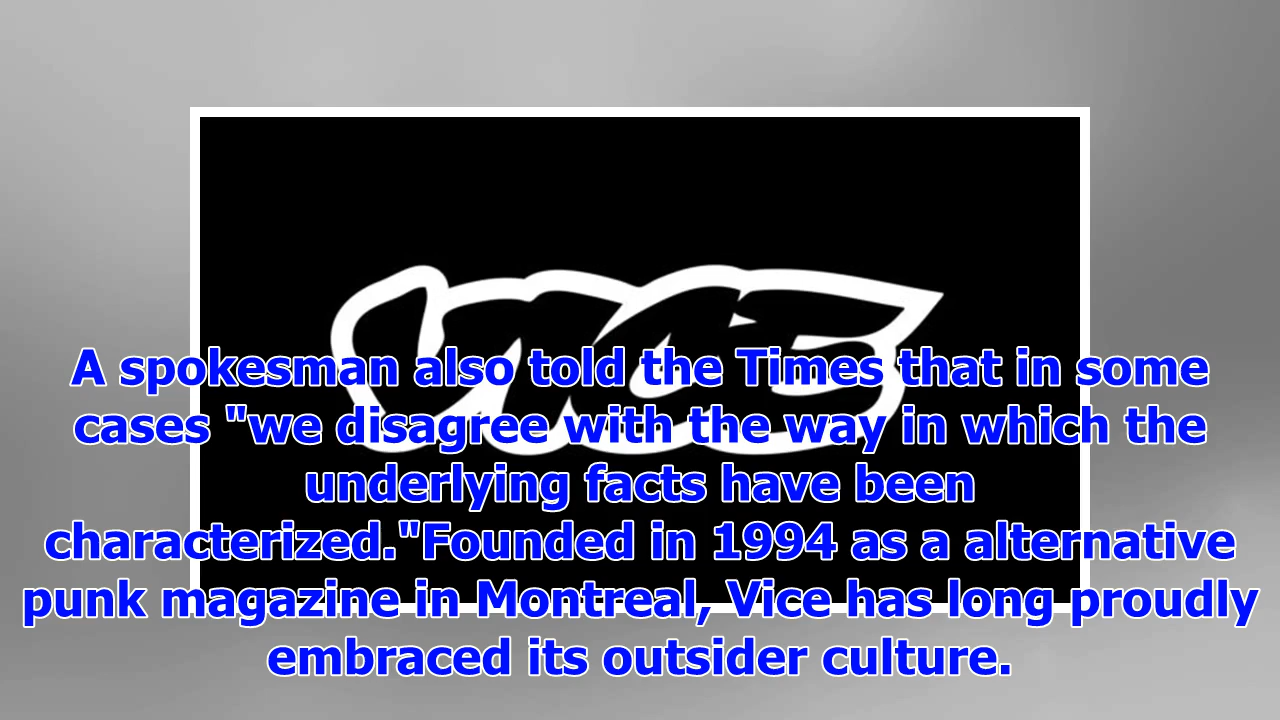 VICE
A spokesman also told the Times that in some
cases "we disagree with the way in which the
underlying facts have been
characterized."Founded in 1994 as a alternative
punk magazine in Montreal, Vice has long proudly
embraced its outsider culture.